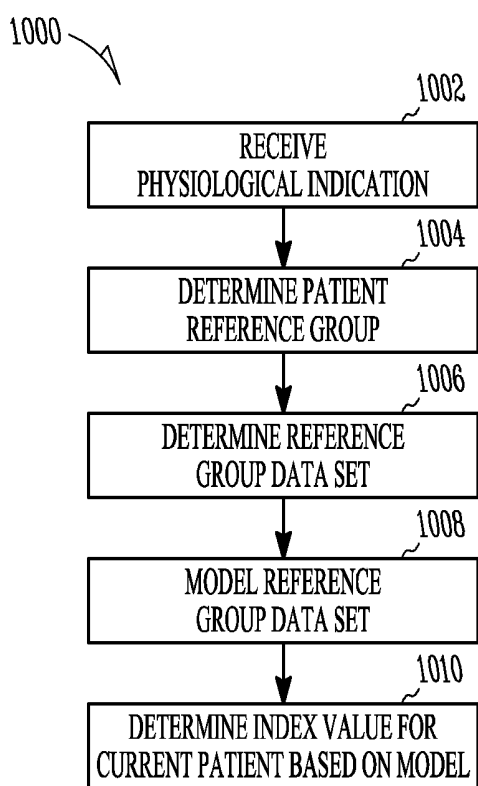 1000
1002
RECEIVE
PHYSIOLOGICAL INDICATION
1004
DETERMINE PATIENT
REFERENCE GROUP
1006
DETERMINE REFERENCE
GROUP DATA SET
1008
MODEL REFERENCE
GROUP DATA SET
1010
DETERMINE INDEX VALUE FOR
CURRENT PATIENT BASED ON MODEL